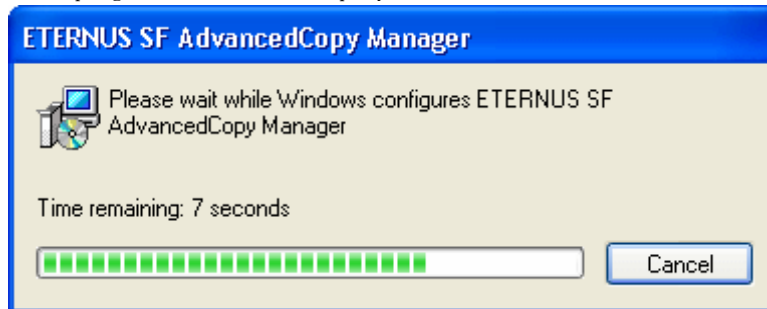 ETERNUS SF AdvancedCopy Manager
Please wait while Windows configures ETERNUS SF
AdvancedCopy Manager
Time remaining: 7 seconds
Cancel